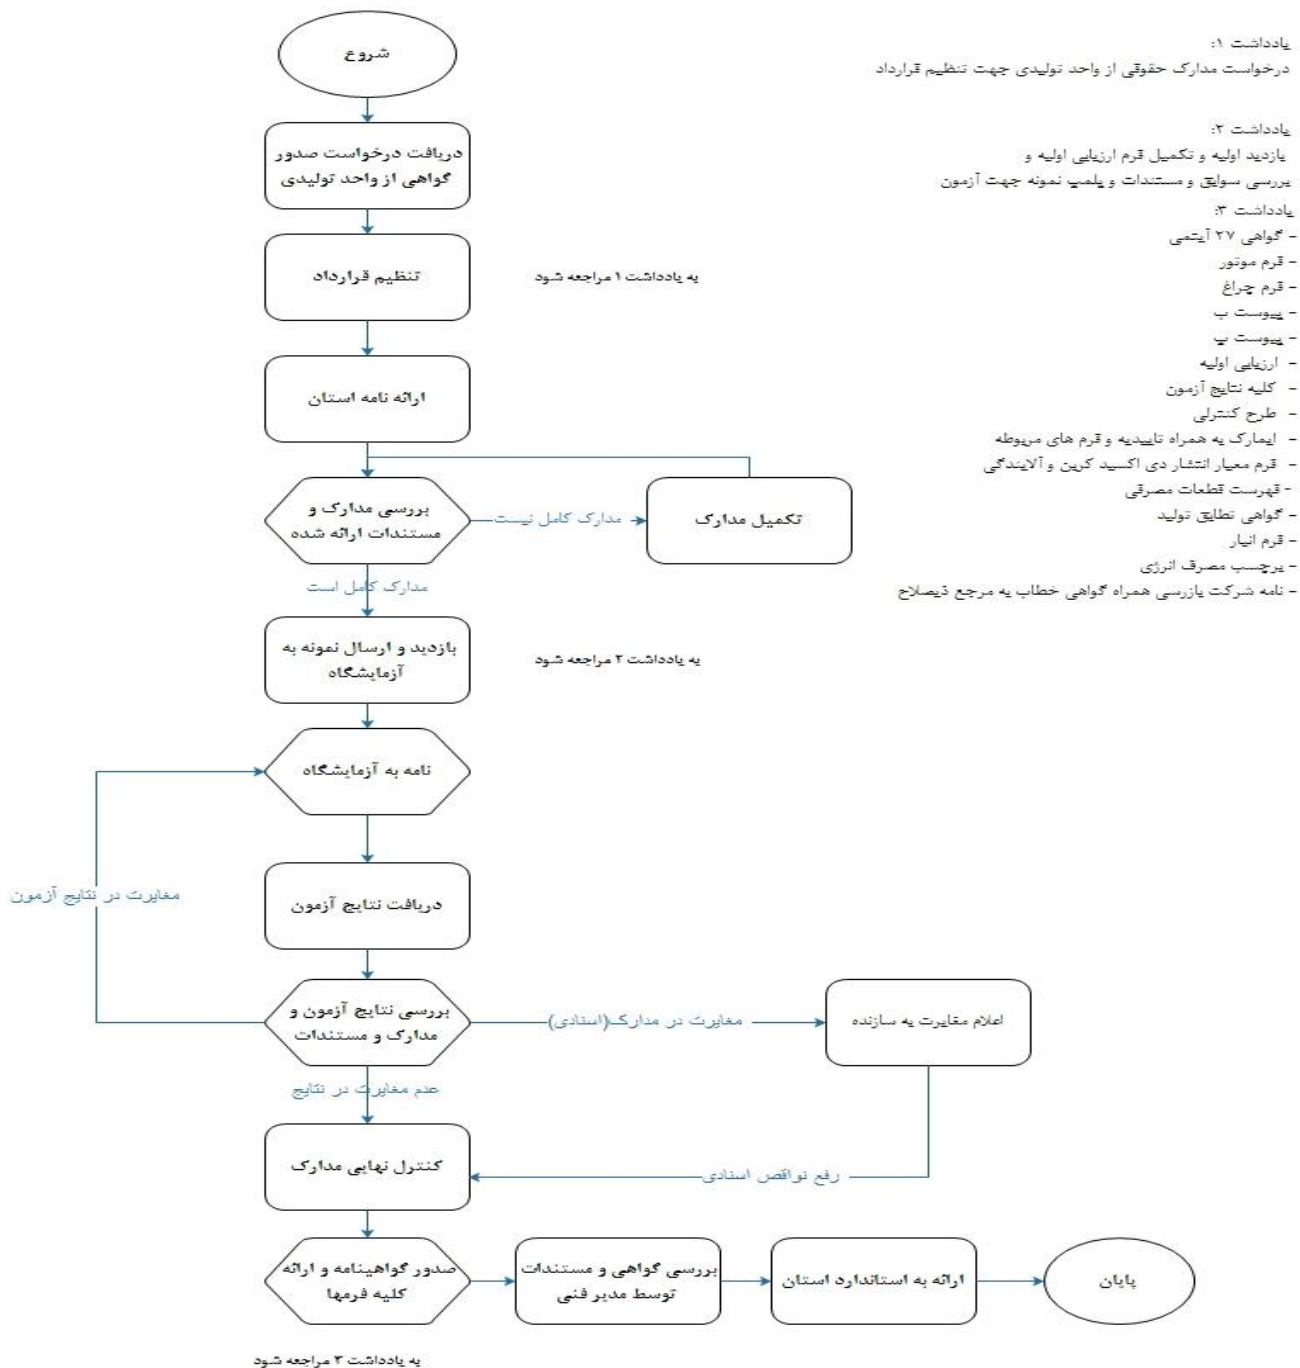 شروع
دریافت درخواست صدور
گواهی از واحد تولیدی
تنظیم قرارداد
به یادداشت ۱ مراجعه شود
ارائه نامه استان
بررسی مدارک و
مستندات ارائه شده
مدارک کامل نیست
تکمیل مدارک
مدارک کامل است
بازدید و ارسال نمونه به
آزمایشگاه
به یادداشت ۲ مراجعه شود
نامه به آزمایشگاه
دریافت نتایج آزمون
مغایرت در نتایج آزمون
بررسی نتایج آزمون و
مدارک و مستندات
مغایرت در مدارک(اسنادی)
اعلام مغایرت به سازنده
عدم مغایرت در نتایج
کنترل نهایی مدارک
رفع نواقص اسنادی
صدور گواهینامه و ارائه
کلیه فرمها
بررسی گواهی و مستندات
توسط مدیر فنی
ارائه به استاندارد استان
پایان
به یادداشت ۳ مراجعه شود
یادداشت ۱:
درخواست مدارک حقوقی از واحد تولیدی جهت تنظیم قرارداد
یادداشت ۲:
بازدید اولیه و تکمیل فرم ارزیابی اولیه و
بررسی سوابق و مستندات و پلمپ نمونه جهت آزمون
یادداشت ۳:
- گواهی ۲۷ آیتمی
- فرم موتور
- فرم چراغ
- پیوست ب
- پیوست پ
- ارزیابی اولیه
- کلیه نتایج آزمون
- طرح کنترلی
- ایمارک به همراه تاییدیه و فرم های مربوطه
- فرم معیار انتشار دی اکسید کربن و آلایندگی
- فهرست قطعات مصرفی
- گواهی تطابق تولید
- فرم انبار
- برچسب مصرف انرژی
- نامه شرکت بازرسی همراه گواهی خطاب به مرجع ذیصلاح